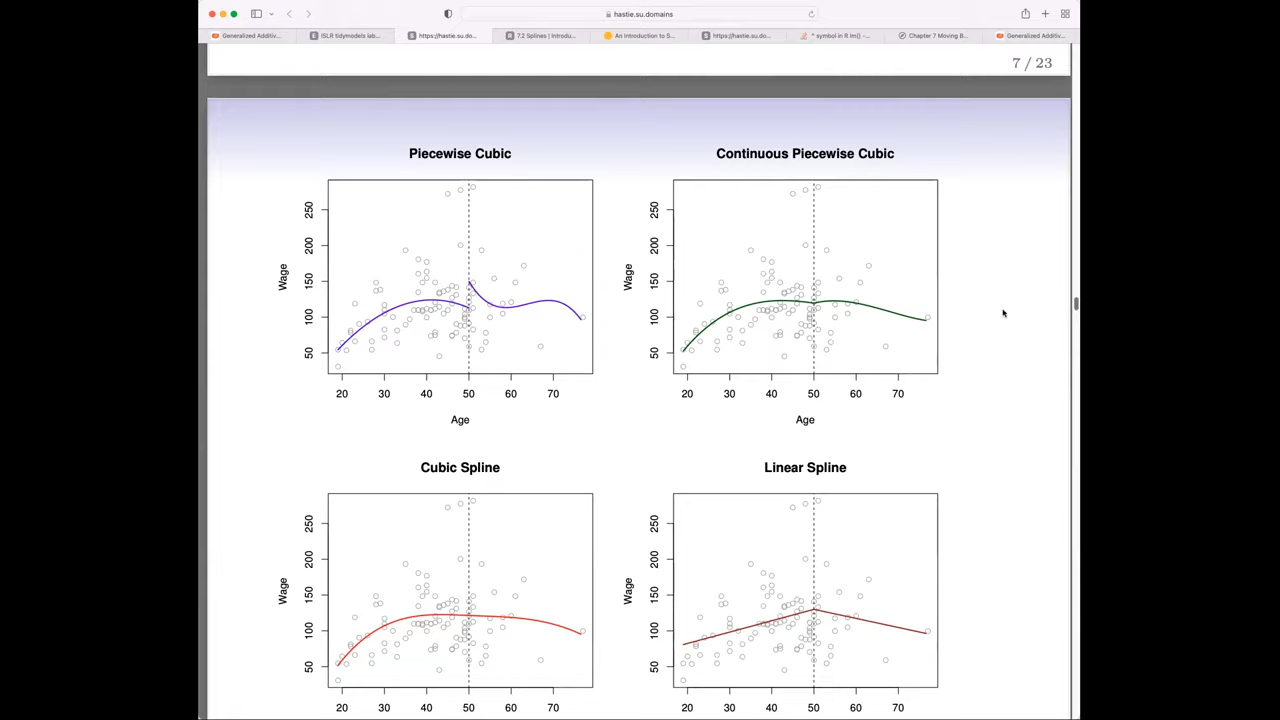 hastie.su.domains
Generalized Additiv...
ISLR tidymodels lab...
https://hastie.su.do...
7.2 Splines | Introdu...
An Introduction to S...
https://hastie.su.do...
* symbol in R lm() -...
Chapter 7 Moving B...
Generalized Additiv...
7 / 23
Piecewise Cubic
Continuous Piecewise Cubic
Wage
50 100 150 200 250
20 30 40 50 60 70
Age
Wage
50 100 150 200 250
20 30 40 50 60 70
Age
Cubic Spline
Linear Spline
Wage
50 100 150 200 250
20 30 40 50 60 70
Wage
50 100 150 200 250
20 30 40 50 60 70